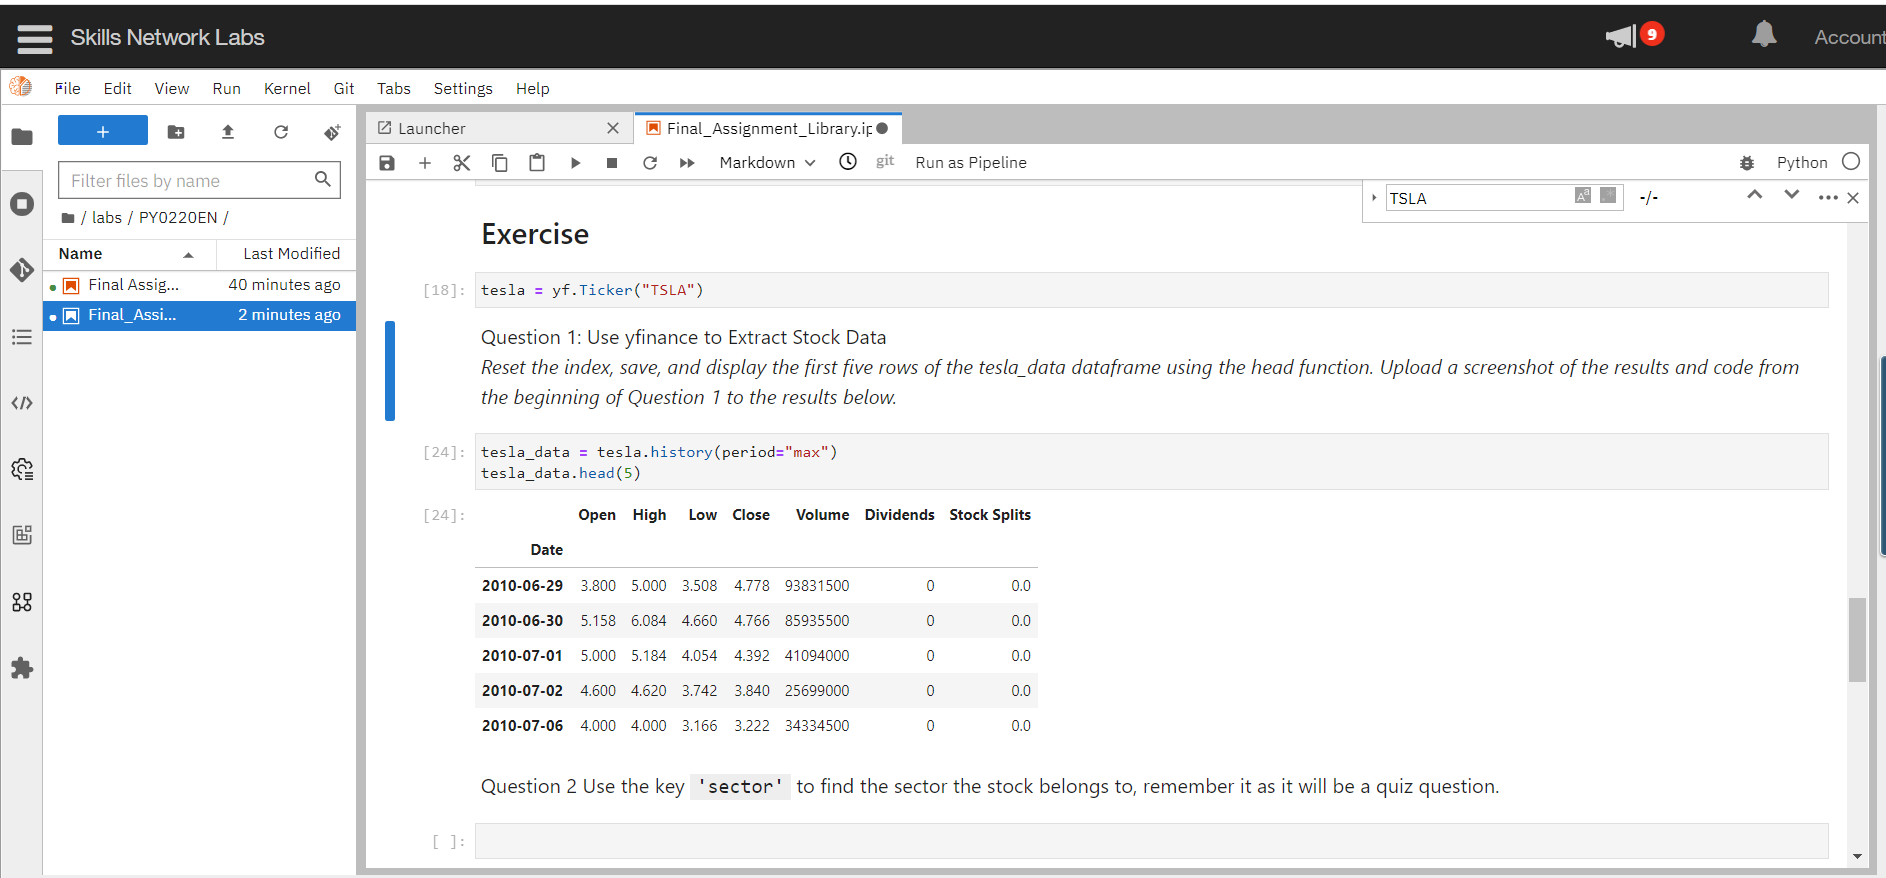 Skills Network Labs
9
Account
File Edit View Run Kernel Git Tabs Settings Help
+
Launcher
Final_Assignment_Library.ip
Markdown
git
Run as Pipeline
Python
Filter files by name
TSLA
-/-
/ labs / PY0220EN /
Name Last Modified
Final Assig... 40 minutes ago
Final_Assi... 2 minutes ago
Exercise
[18]: tesla = yf.Ticker("TSLA")
Question 1: Use yfinance to Extract Stock Data
Reset the index, save, and display the first five rows of the tesla_data dataframe using the head function. Upload a screenshot of the results and code from
the beginning of Question 1 to the results below.
[24]: tesla_data = tesla.history(period="max")
tesla_data.head(5)
[24]: Open High Low Close Volume Dividends Stock Splits
Date
2010-06-29 3.800 5.000 3.508 4.778 93831500 0 0.0
2010-06-30 5.158 6.084 4.660 4.766 85935500 0 0.0
2010-07-01 5.000 5.184 4.054 4.392 41094000 0 0.0
2010-07-02 4.600 4.620 3.742 3.840 25699000 0 0.0
2010-07-06 4.000 4.000 3.166 3.222 34334500 0 0.0
Question 2 Use the key 'sector' to find the sector the stock belongs to, remember it as it will be a quiz question.
[ ]: